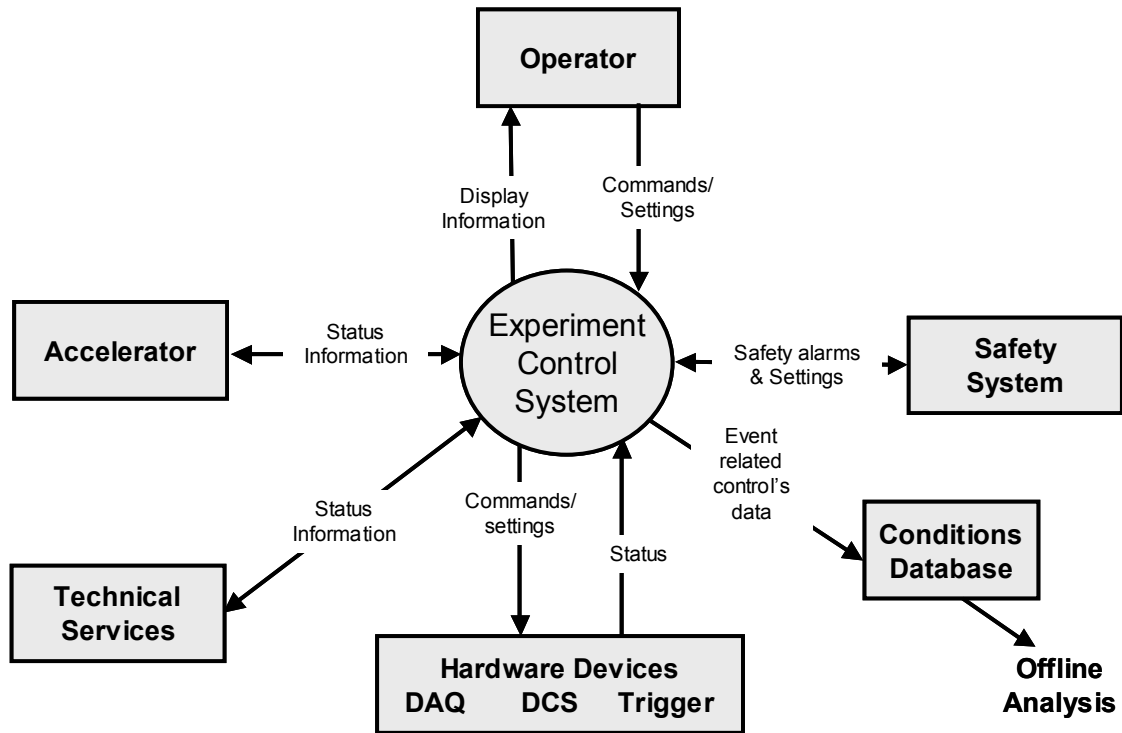 Operator
Display
Information
Commands/
Settings
Accelerator
Status
Information
Experiment
Control
System
Safety alarms
& Settings
Safety
System
Event
related
control's
data
Status
Information
Commands/
settings
Status
Conditions
Database
Technical
Services
Hardware Devices
DAQ DCS Trigger
Offline
Analysis